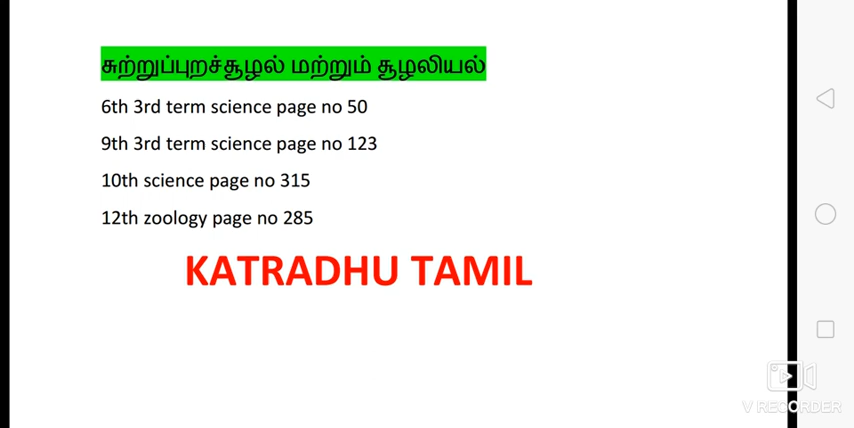 சுற்றுப்புறச்சூழல் மற்றும் சூழலியல்
6th 3rd term science page no 50
9th 3rd term science page no 123
10th science page no 315
12th zoology page no 285
KATRADHU TAMIL
V RECORDER